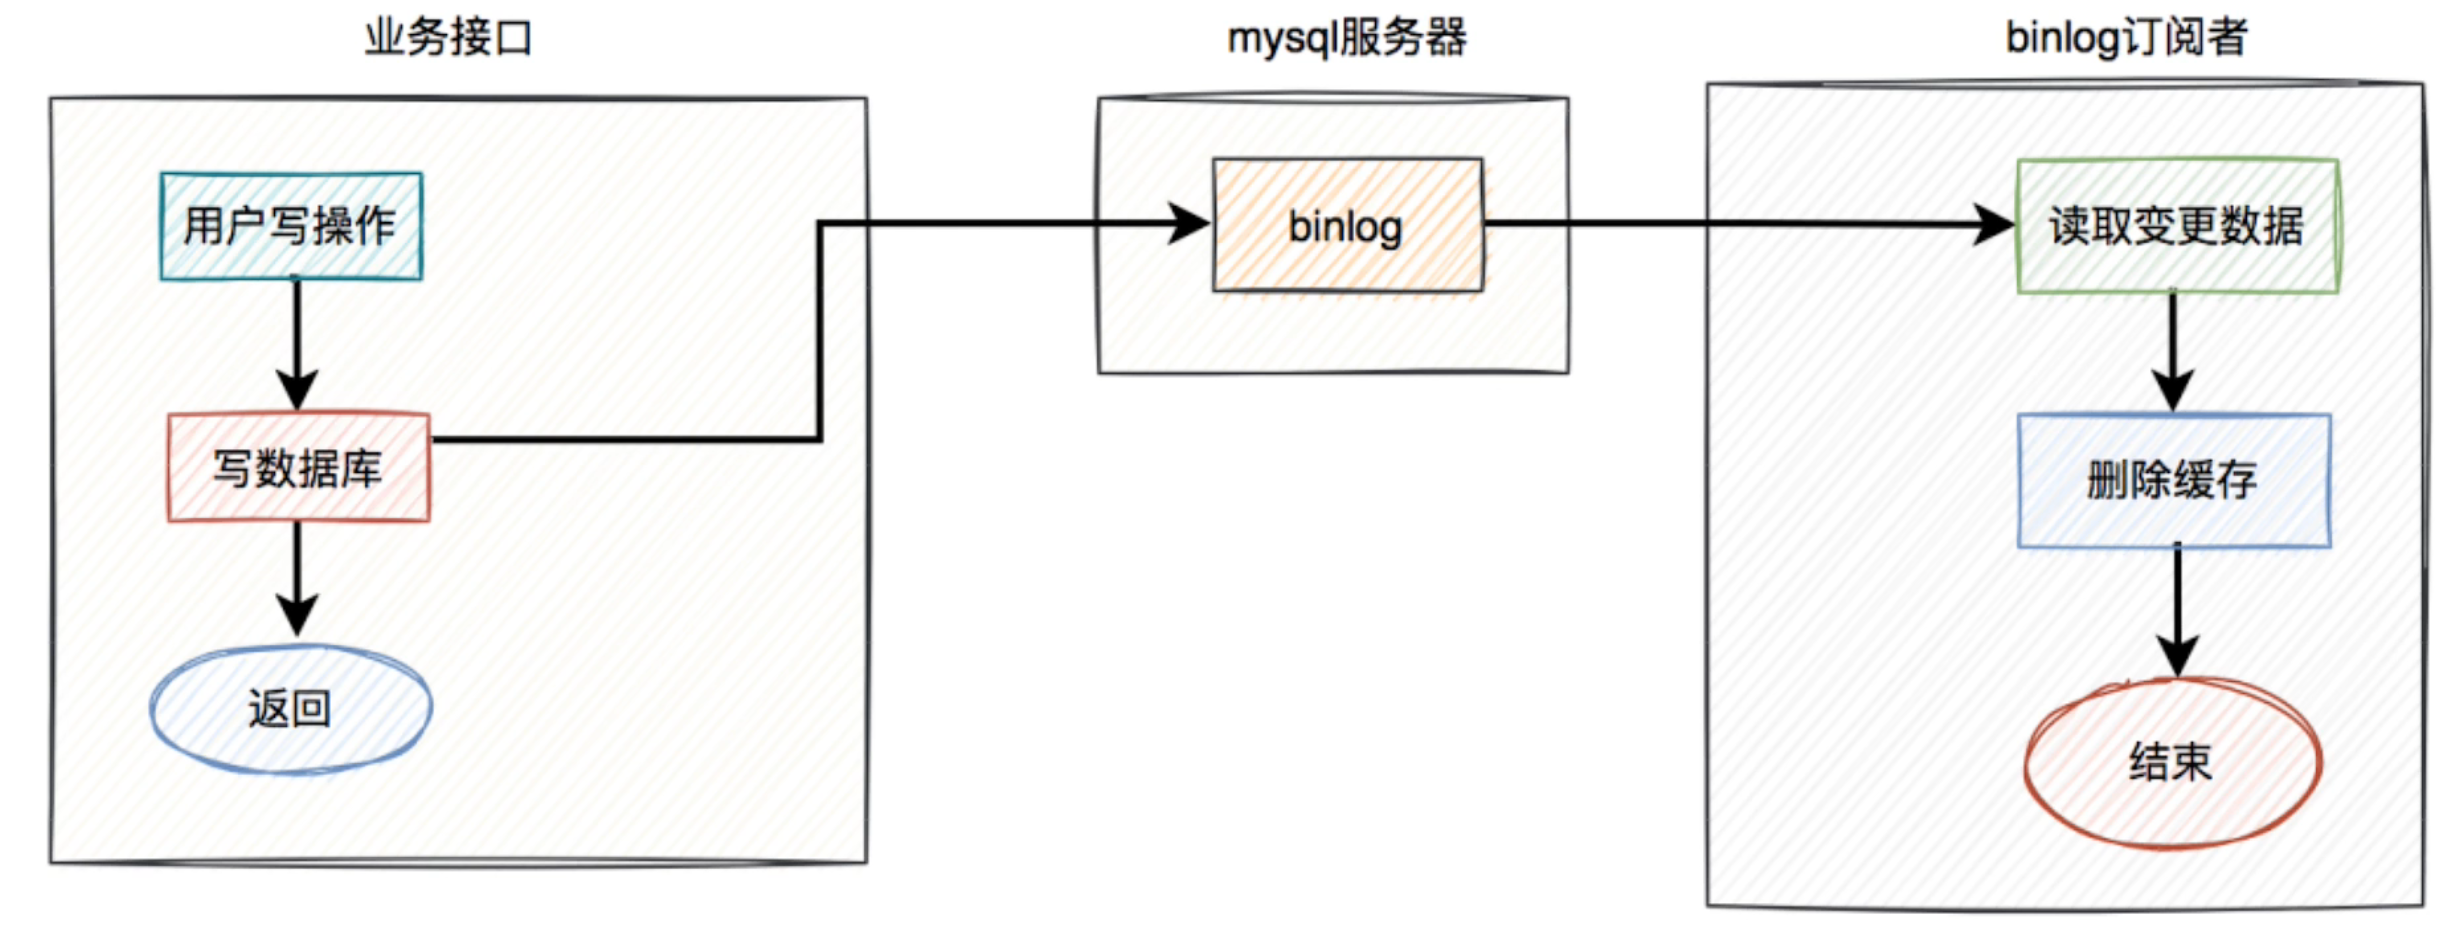 业务接口
mysql服务器
binlog订阅者
用户写操作
binlog
读取变更数据
写数据库
删除缓存
返回
结束